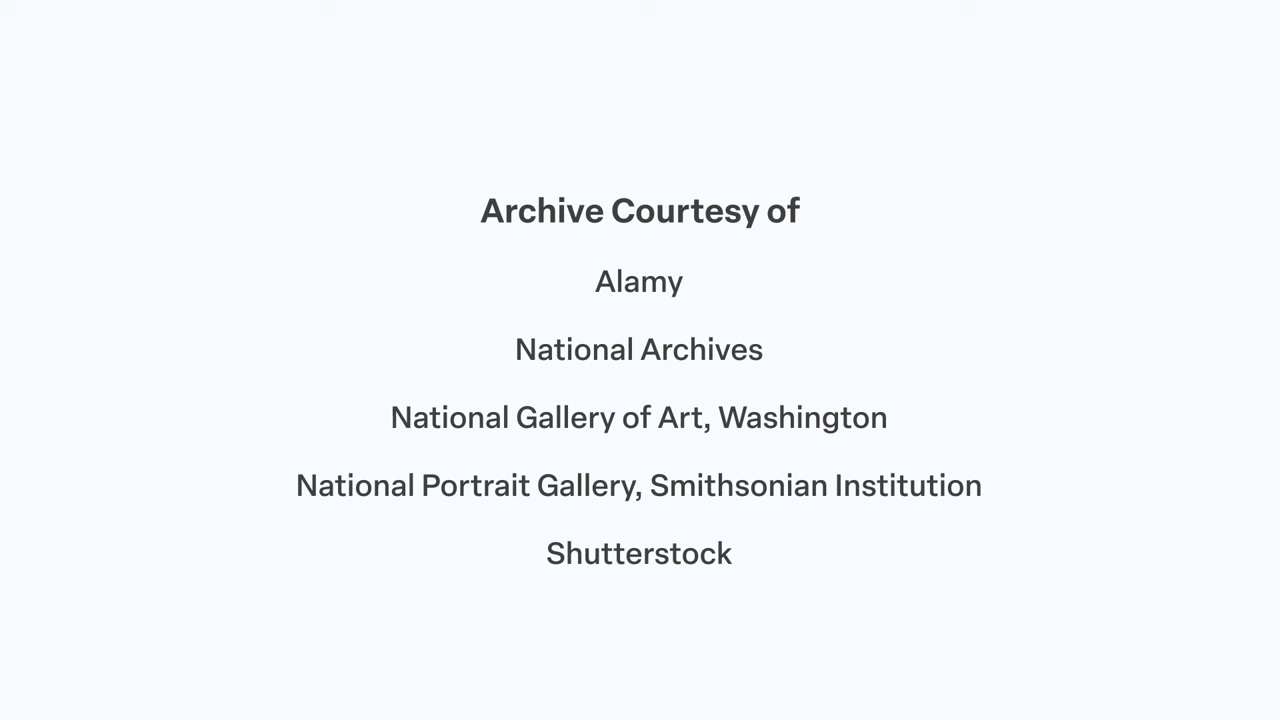 Archive Courtesy of
Alamy
National Archives
National Gallery of Art, Washington
National Portrait Gallery, Smithsonian Institution
Shutterstock